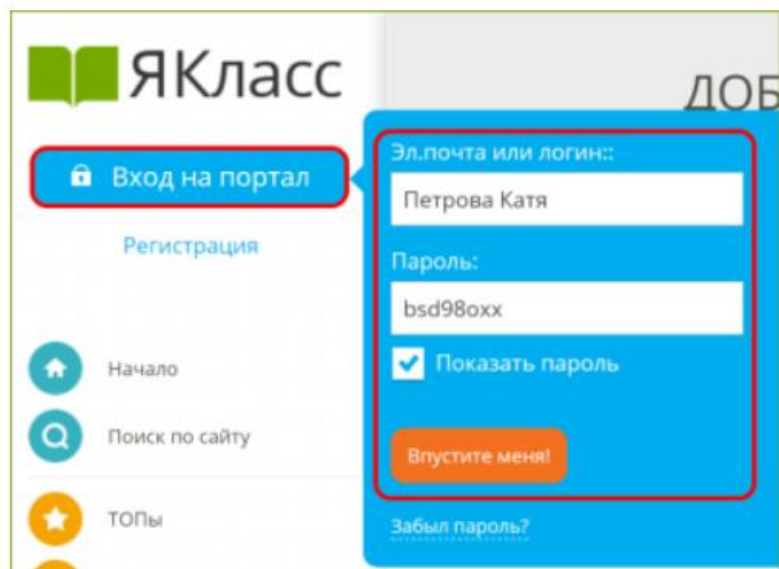 ЯКласс
ДОБ
Вход на портал
Регистрация
Эл.почта или логин::
Петрова Катя
Пароль:
bsd98oxx
Показать пароль
Впустите меня!
Забыл пароль?
Начало
Поиск по сайту
ТОПы